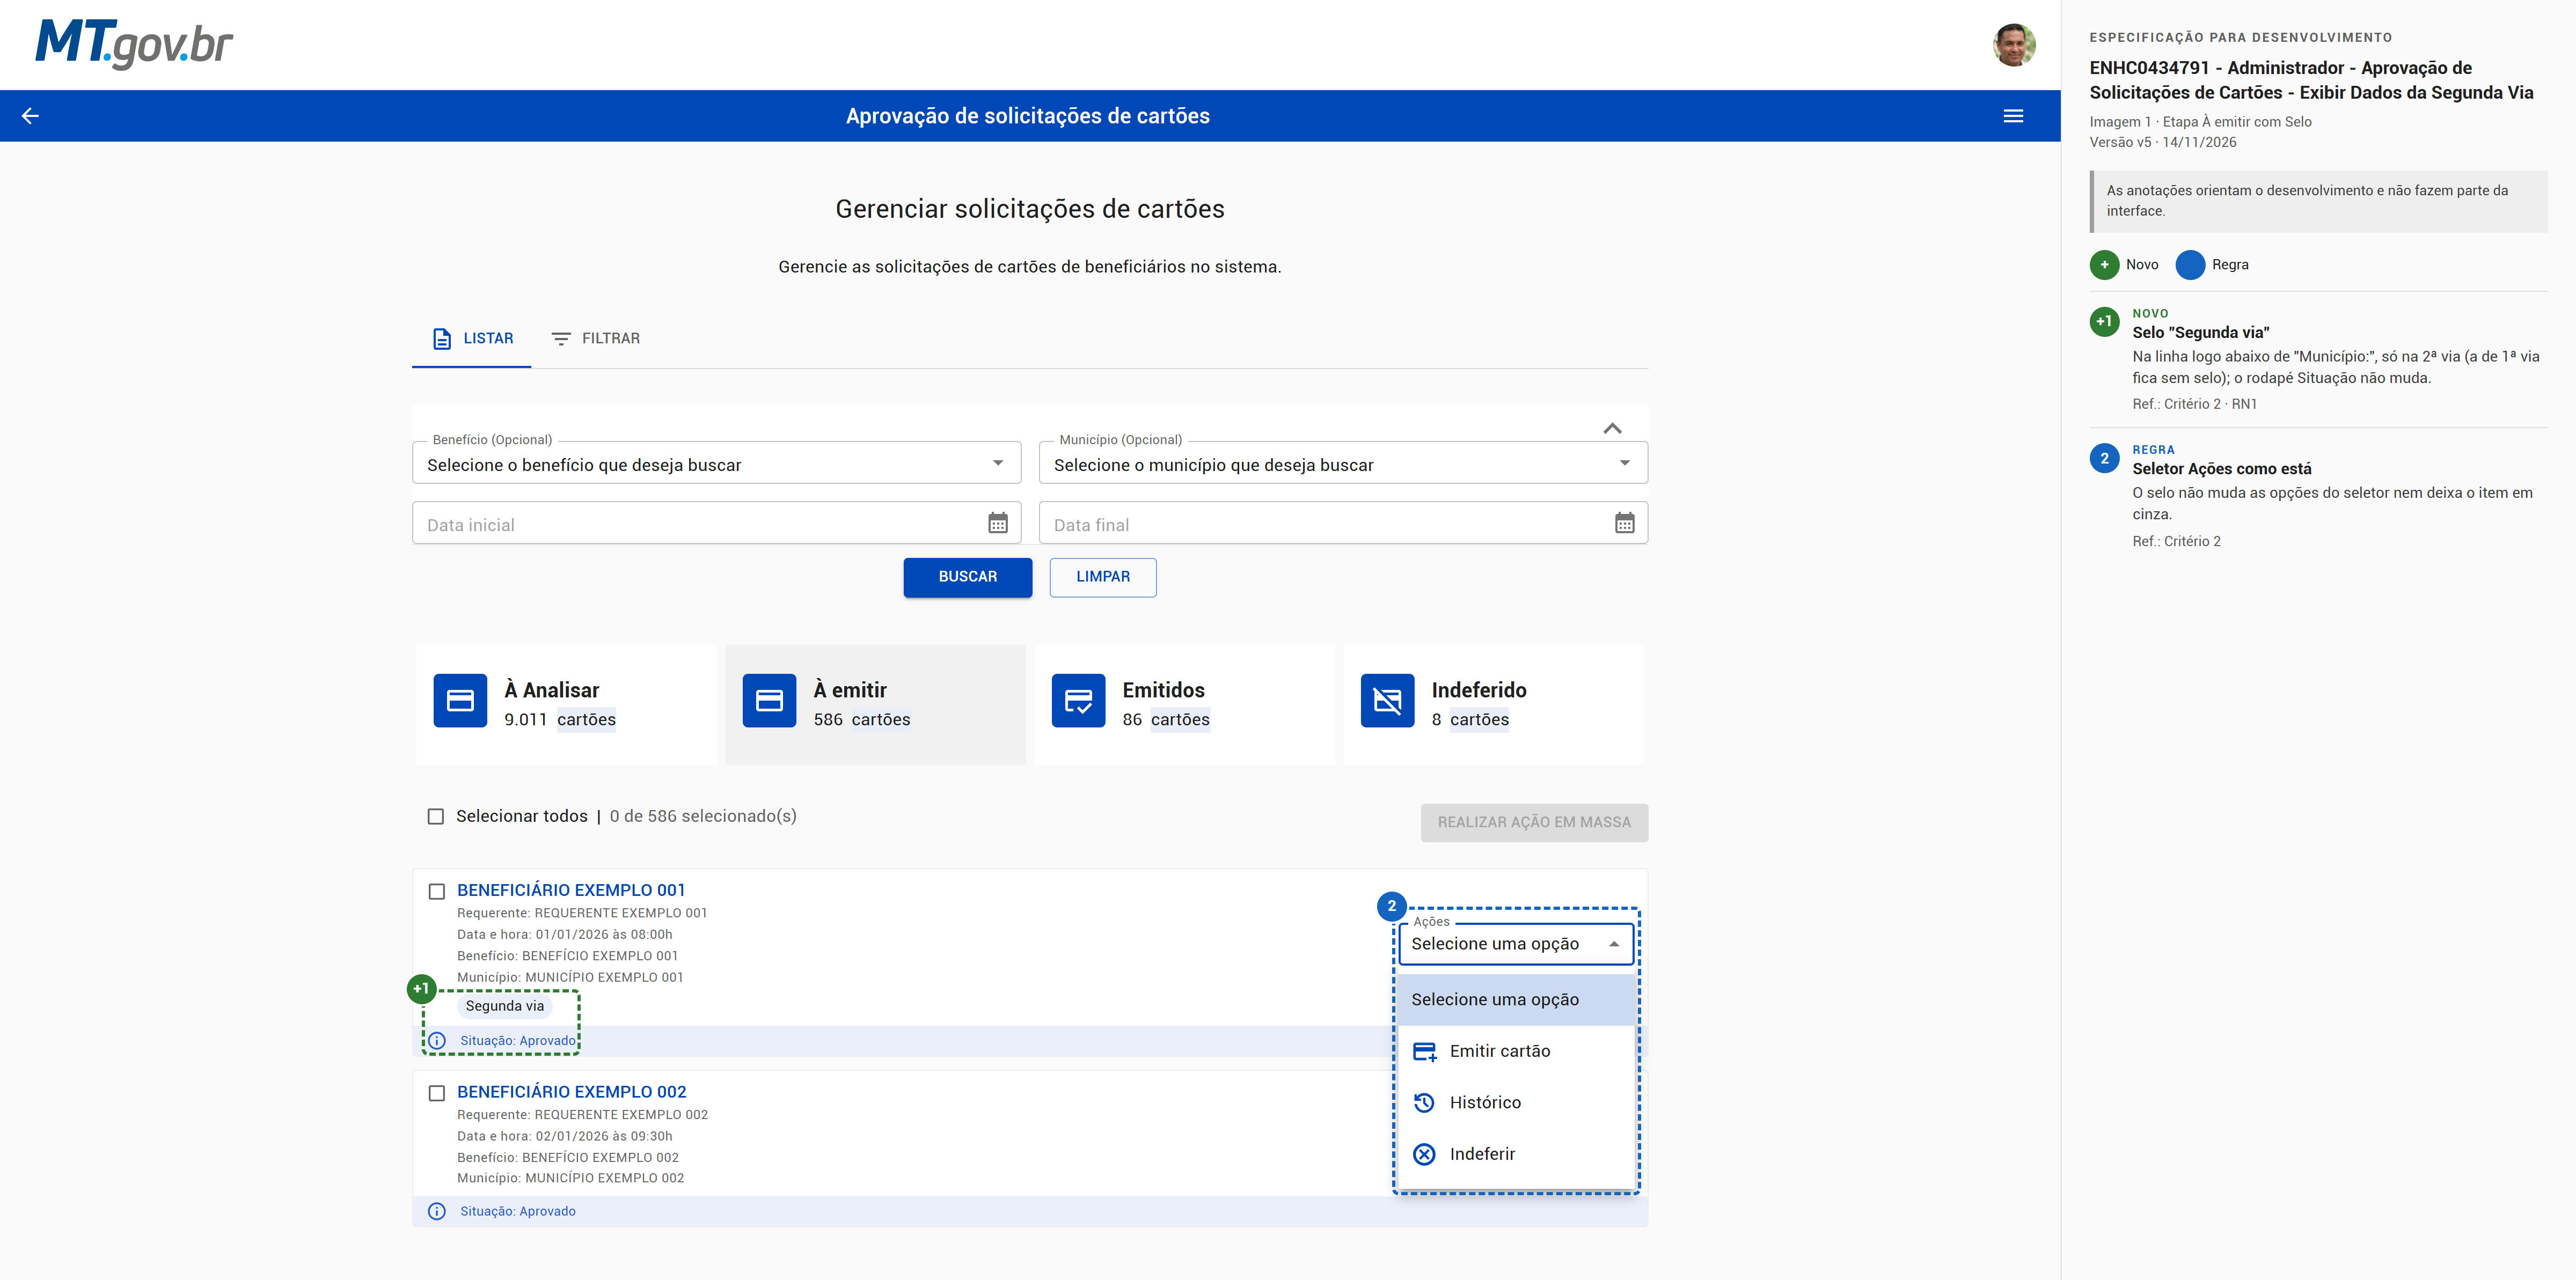 MT.gov.br
Aprovação de solicitações de cartões
Gerenciar solicitações de cartões
Gerencie as solicitações de cartões de beneficiários no sistema.
LISTAR
FILTRAR
Benefício (Opcional)
Selecione o benefício que deseja buscar
Município (Opcional)
Selecione o município que deseja buscar
Data inicial
Data final
BUSCAR
LIMPAR
À Analisar
9.011 cartões
À emitir
586 cartões
Emitidos
86 cartões
Indeferido
8 cartões
Selecionar todos | 0 de 586 selecionado(s)
REALIZAR AÇÃO EM MASSA
BENEFICIÁRIO EXEMPLO 001
Requerente: REQUERENTE EXEMPLO 001
Data e hora: 01/01/2026 às 08:00h
Benefício: BENEFÍCIO EXEMPLO 001
Município: MUNICÍPIO EXEMPLO 001
+1
Segunda via
Situação: Aprovado
2
Ações
Selecione uma opção
Selecione uma opção
Emitir cartão
Histórico
Indeferir
BENEFICIÁRIO EXEMPLO 002
Requerente: REQUERENTE EXEMPLO 002
Data e hora: 02/01/2026 às 09:30h
Benefício: BENEFÍCIO EXEMPLO 002
Município: MUNICÍPIO EXEMPLO 002
Situação: Aprovado
ESPECIFICAÇÃO PARA DESENVOLVIMENTO
ENHC0434791 - Administrador - Aprovação de
Solicitações de Cartões - Exibir Dados da Segunda Via
Imagem 1 · Etapa À emitir com Selo
Versão v5 · 14/11/2026
As anotações orientam o desenvolvimento e não fazem parte da
interface.
+ Novo
Regra
+1
NOVO
Selo "Segunda via"
Na linha logo abaixo de "Município:", só na 2ª via (a de 1ª via
fica sem selo); o rodapé Situação não muda.
Ref.: Critério 2 · RN1
2
REGRA
Seletor Ações como está
O selo não muda as opções do seletor nem deixa o item em
cinza.
Ref.: Critério 2